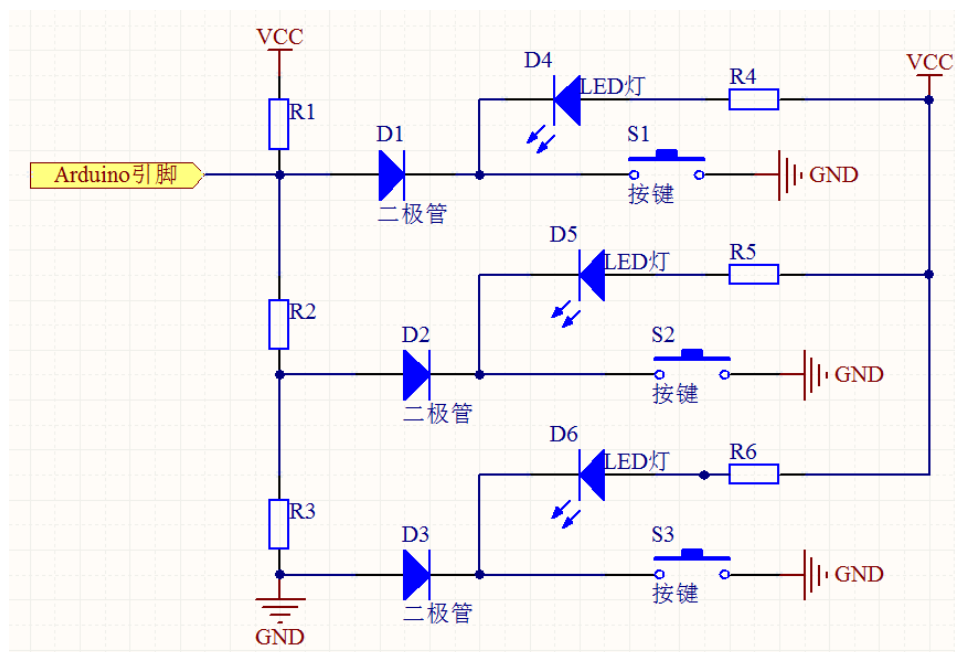 VCC
R1
Arduino引脚
D1
二极管
D4
LED灯
R4
VCC
S1
按键
GND
D5
LED灯
R5
R2
D2
二极管
S2
按键
GND
D6
LED灯
R6
R3
D3
二极管
S3
按键
GND
GND